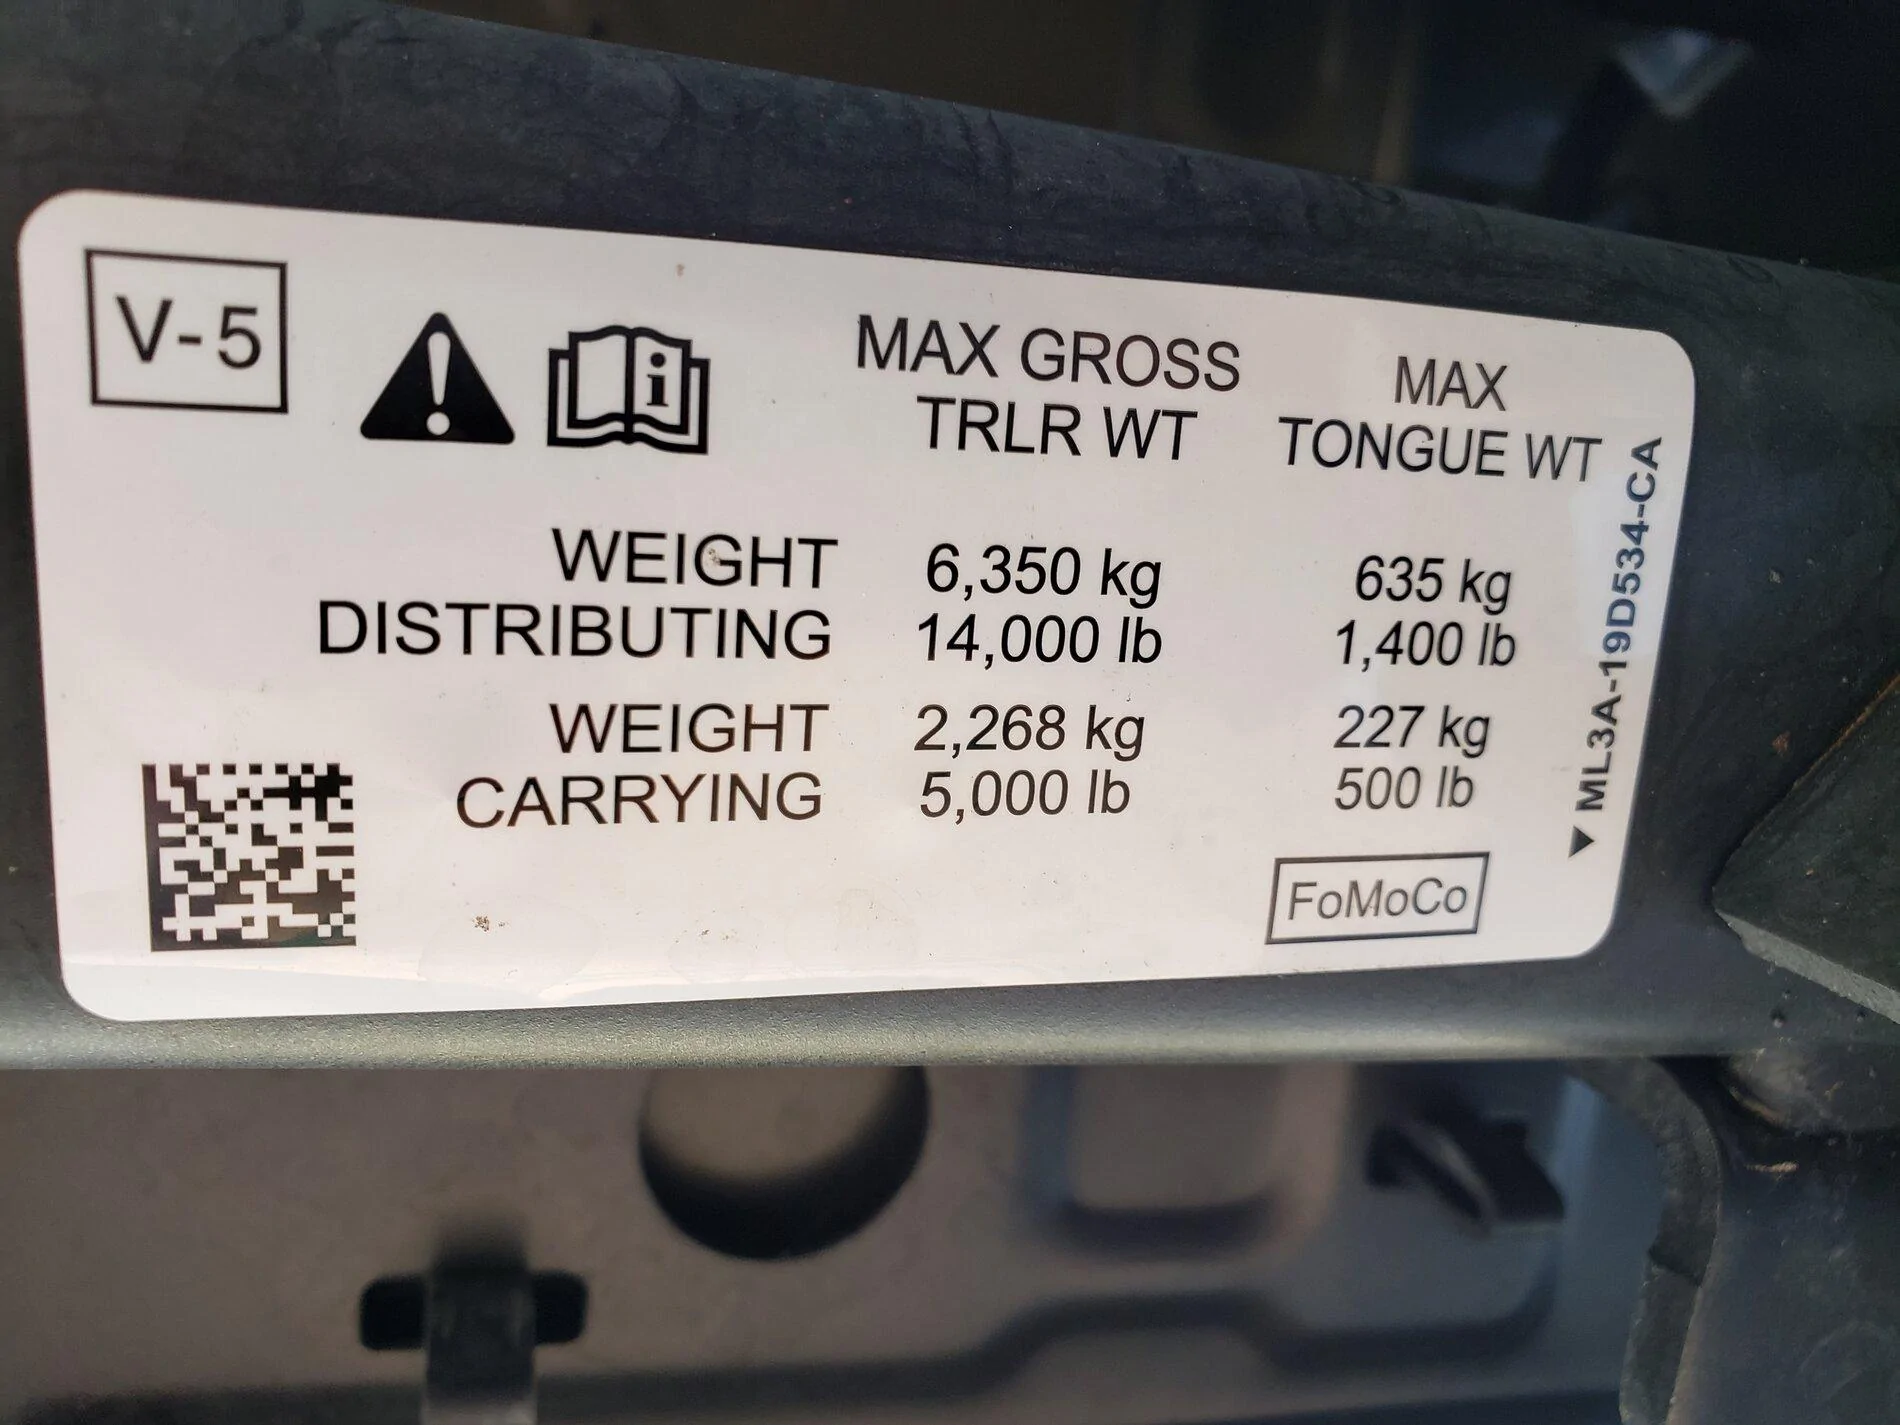 V-5
MAX GROSS
TRLR WT
MAX
TONGUE WT
WEIGHT
DISTRIBUTING
6,350 kg
14,000 lb
635 kg
1,400 lb
WEIGHT
CARRYING
2,268 kg
5,000 lb
227 kg
500 lb
ML3A-19D534-CA
FoMoCo